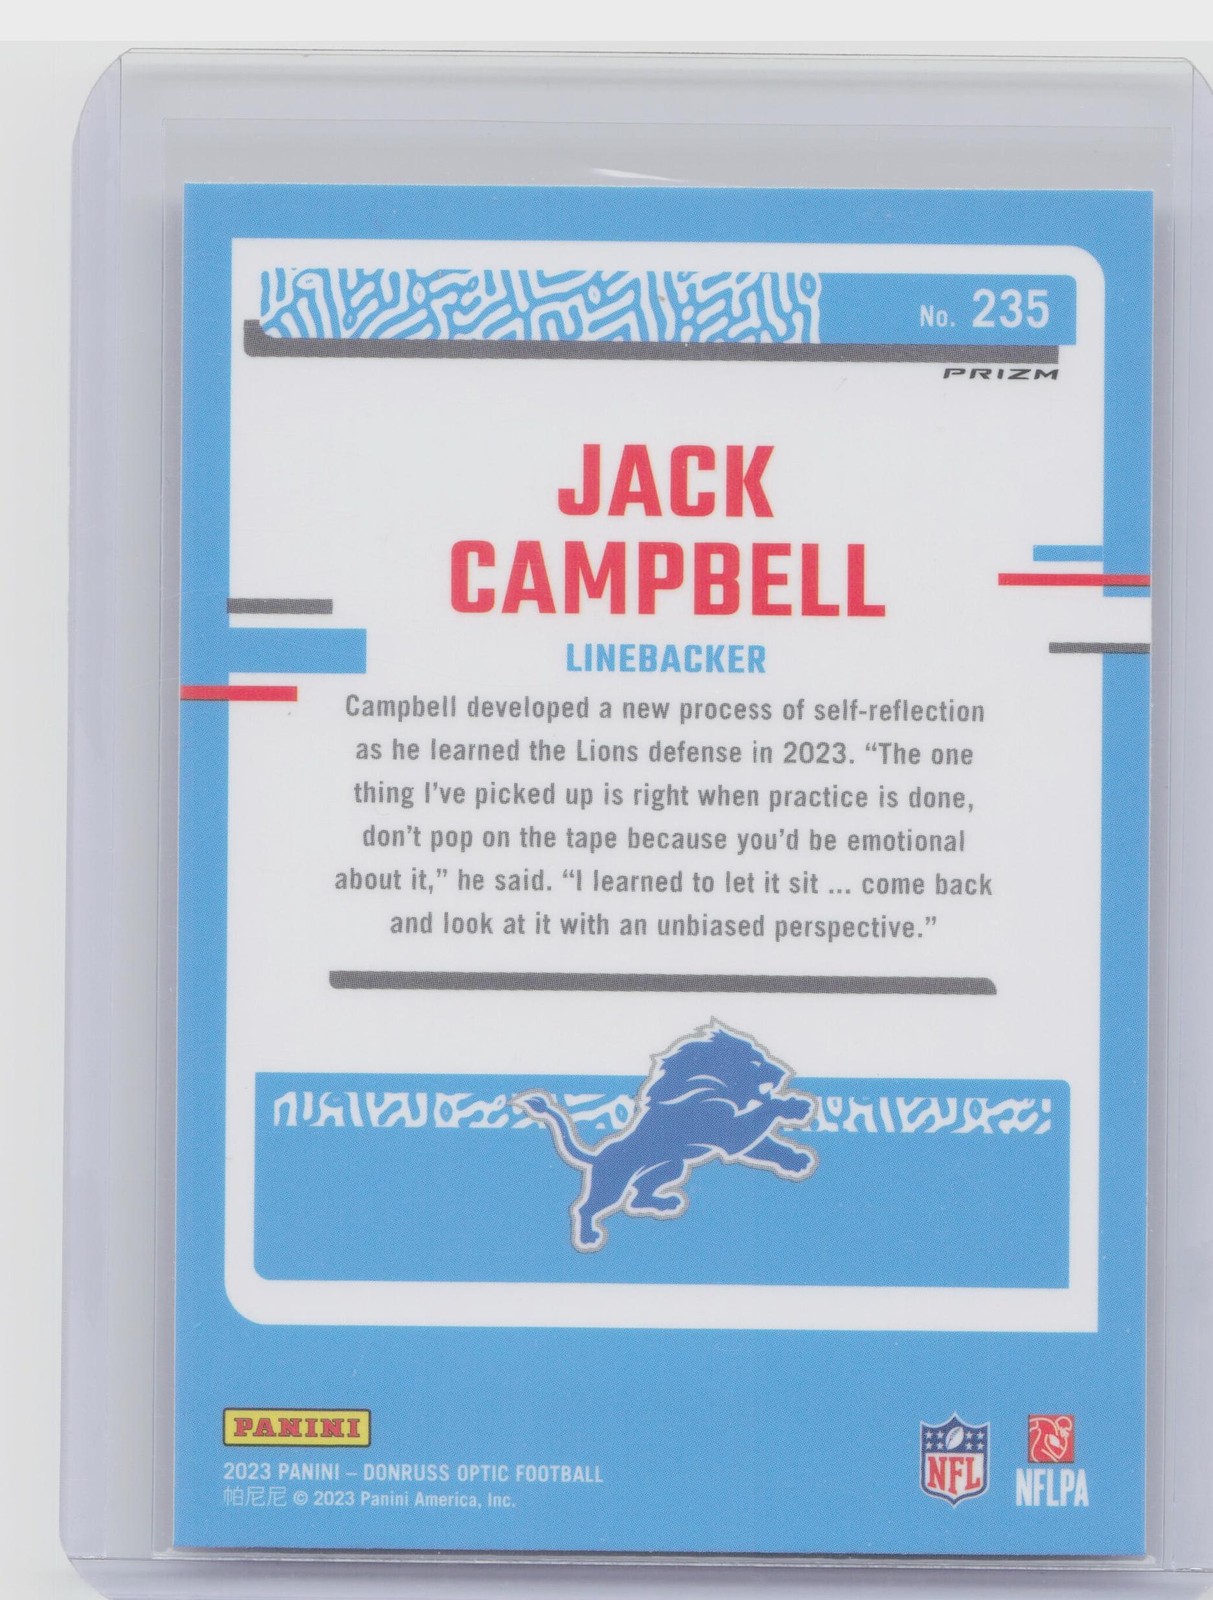 No. 235
PRIZM
JACK
CAMPBELL
LINEBACKER
Campbell developed a new process of self-reflection
as he learned the Lions defense in 2023. “The one
thing I’ve picked up is right when practice is done,
don’t pop on the tape because you’d be emotional
about it,” he said. “I learned to let it sit ... come back
and look at it with an unbiased perspective.”
PANINI
2023 PANINI – DONRUSS OPTIC FOOTBALL
帕尼尼 © 2023 Panini America, Inc.
NFL
NFLPA